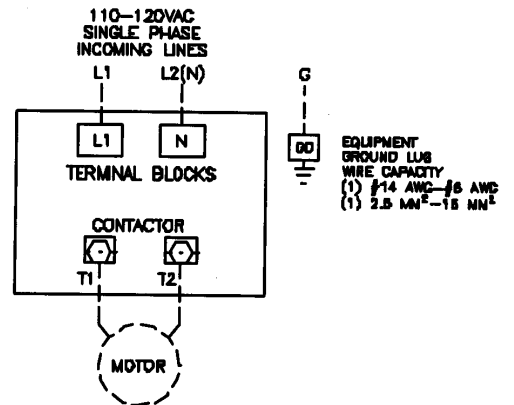 110-120VAC
SINGLE PHASE
INCOMING LINES
L1 L2(N) G
L1 N GD
TERMINAL BLOCKS
EQUIPMENT
GROUND LUG
WIRE CAPACITY
(1) #14 AWG-#6 AWG
(1) 2.5 MM²-16 MM²
CONTACTOR
T1 T2
MOTOR